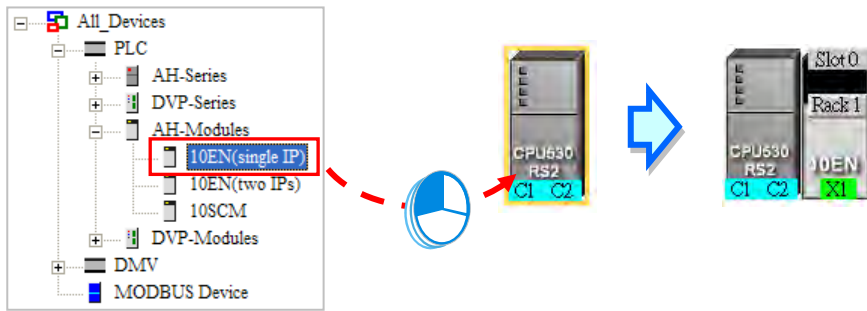 All_Devices
PLC
AH-Series
DVP-Series
AH-Modules
10EN(single IP)
10EN(two IPs)
10SCM
DVP-Modules
DMV
MODBUS Device
CPU530
RS2
C1 C2
Slot 0
Rack 1
CPU530
RS2
10EN
C1 C2
X1